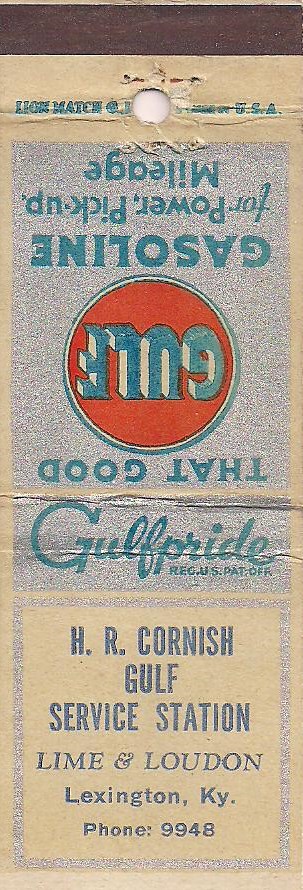 LION MATCH C U.S.A.
THAT GOOD
GULF
GASOLINE
for Power, Pick-up,
Mileage
Gulfpride
REG.U.S.PAT.OFF.
H. R. CORNISH
GULF
SERVICE STATION
LIME & LOUDON
Lexington, Ky.
Phone: 9948